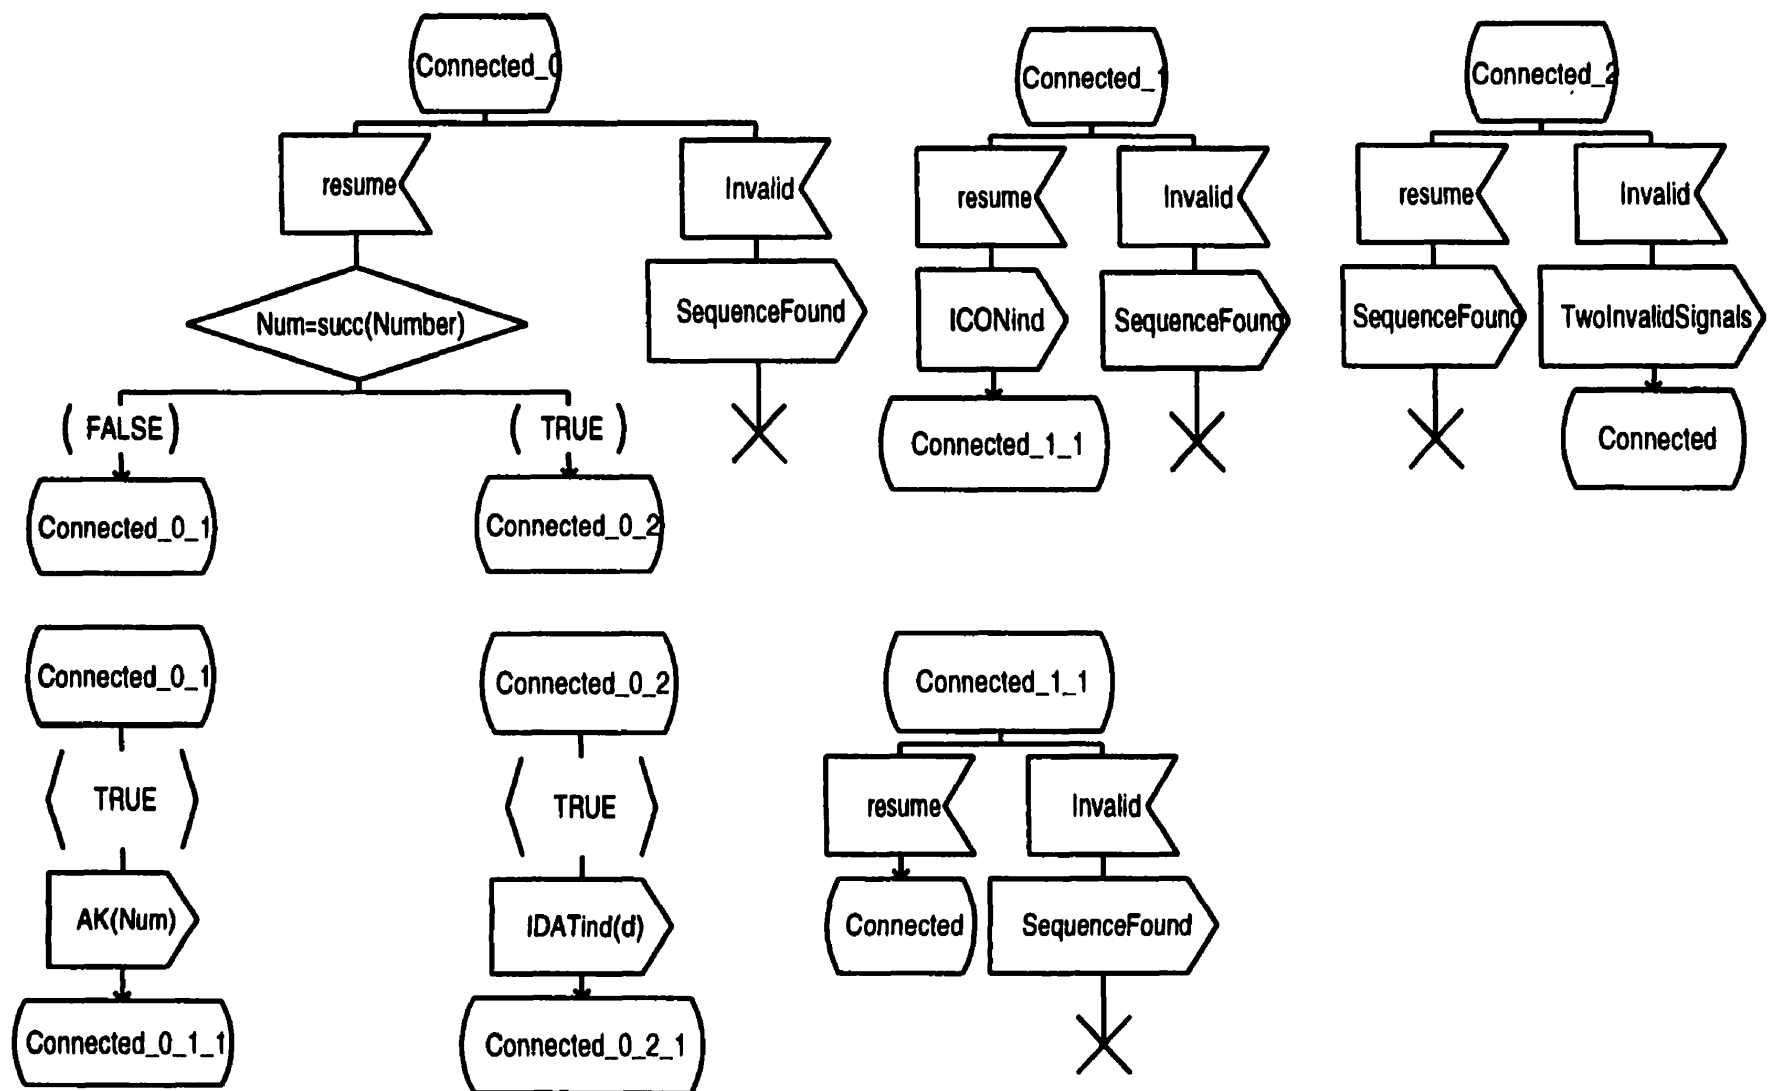 Connected_0
resume
Invalid
Num=succ(Number)
SequenceFound
( FALSE )
( TRUE )
Connected_0_1
Connected_0_2
Connected_1
resume
Invalid
ICONind
SequenceFound
Connected_1_1
Connected_2
resume
Invalid
SequenceFound
TwoInvalidSignals
Connected
Connected_0_1
TRUE
AK(Num)
Connected_0_1_1
Connected_0_2
TRUE
IDATind(d)
Connected_0_2_1
Connected_1_1
resume
Invalid
Connected
SequenceFound